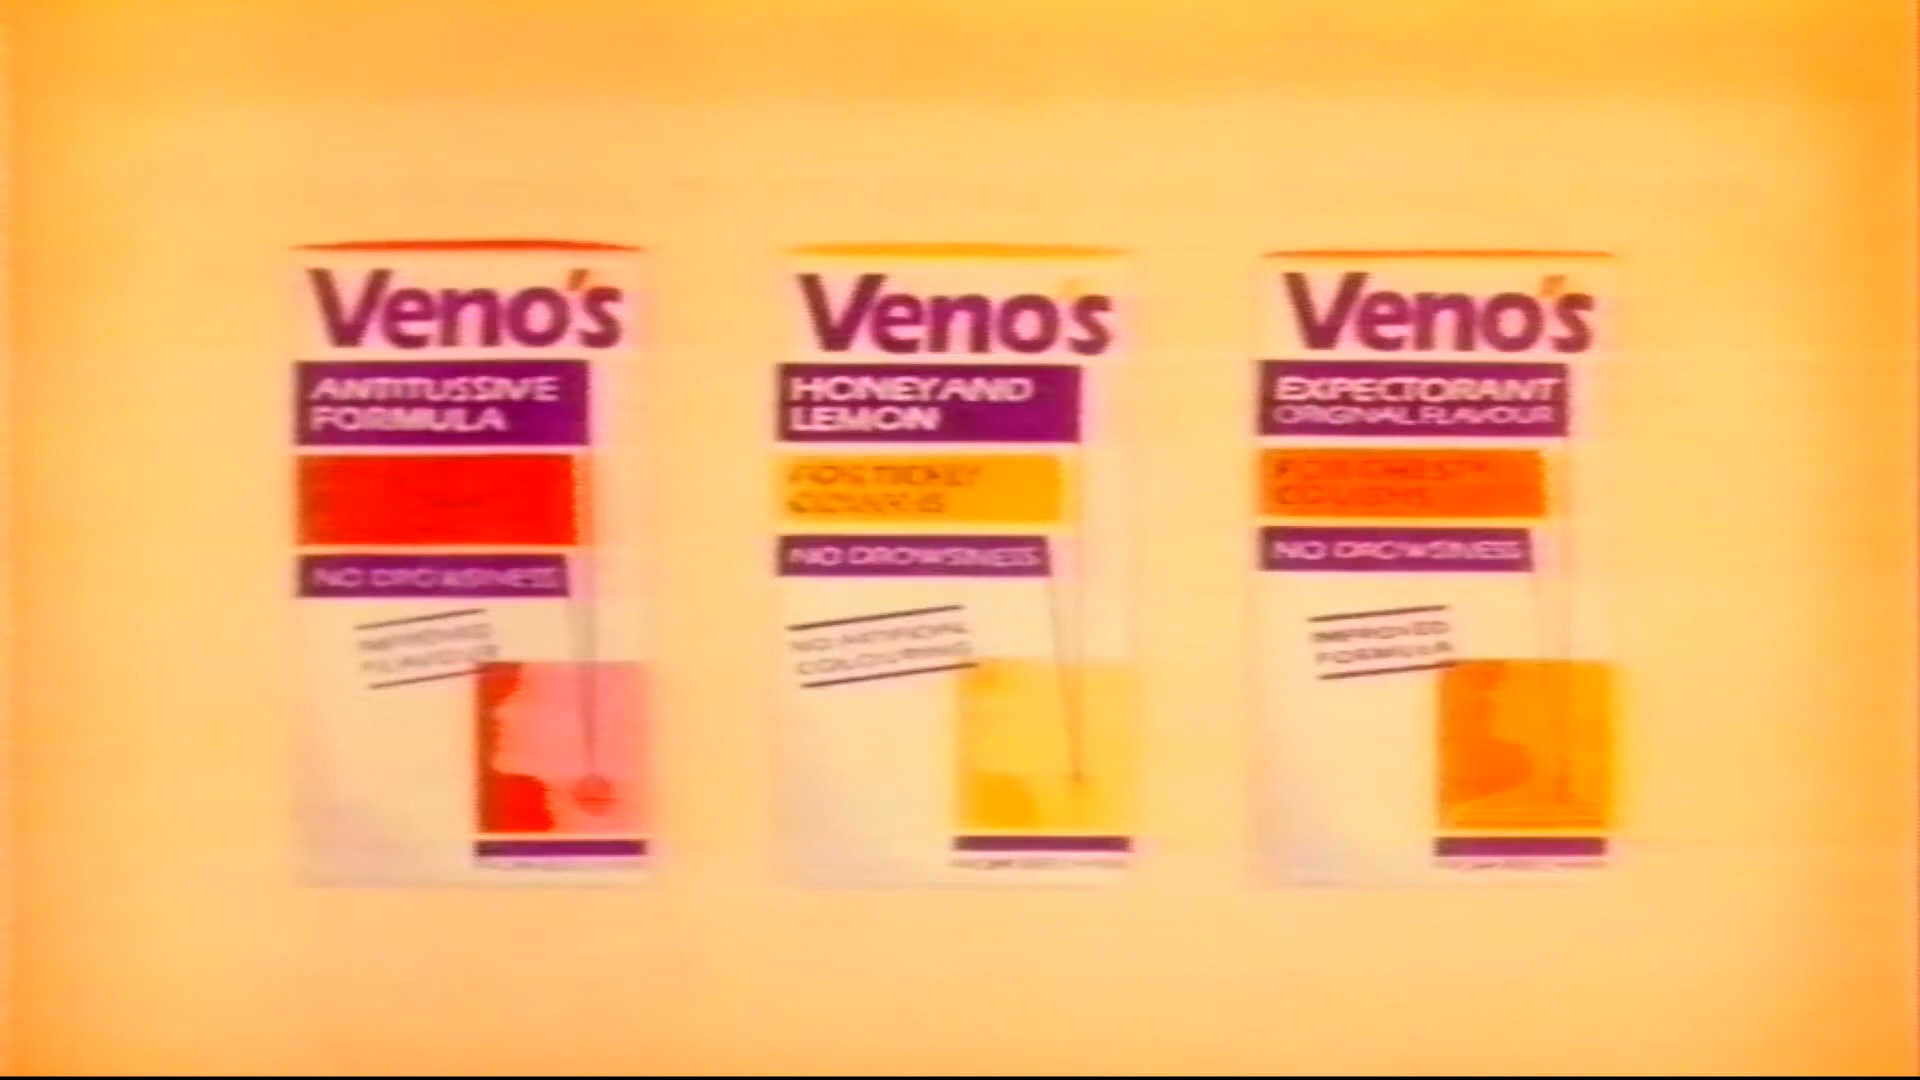 Veno's
ANTITUSSIVE
FORMULA
NO DROWSINESS
IMPROVED
FLAVOUR
Veno's
HONEY AND
LEMON
FOR TICKLY
COUGHS
NO DROWSINESS
NO ARTIFICIAL
COLOURING
Veno's
EXPECTORANT
ORIGINAL FLAVOUR
FOR CHESTY
COUGHS
NO DROWSINESS
IMPROVED
FORMULA